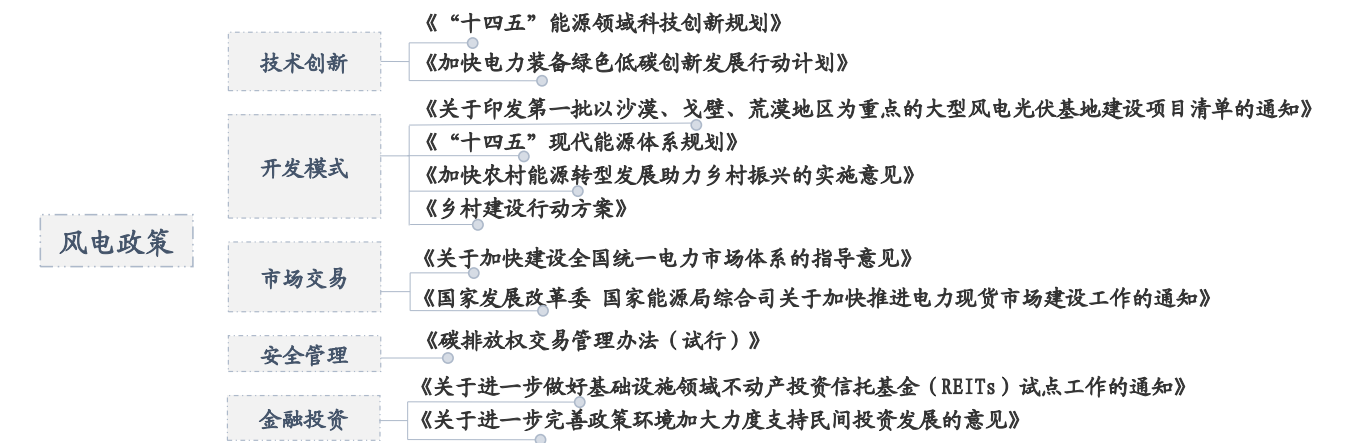 风电政策
技术创新
《“十四五”能源领域科技创新规划》
《加快电力装备绿色低碳创新发展行动计划》
开发模式
《关于印发第一批以沙漠、戈壁、荒漠地区为重点的大型风电光伏基地建设项目清单的通知》
《“十四五”现代能源体系规划》
《加快农村能源转型发展助力乡村振兴的实施意见》
《乡村建设行动方案》
市场交易
《关于加快建设全国统一电力市场体系的指导意见》
《国家发展改革委 国家能源局综合司关于加快推进电力现货市场建设工作的通知》
安全管理
《碳排放权交易管理办法（试行）》
金融投资
《关于进一步做好基础设施领域不动产投资信托基金（REITs）试点工作的通知》
《关于进一步完善政策环境加大力度支持民间投资发展的意见》